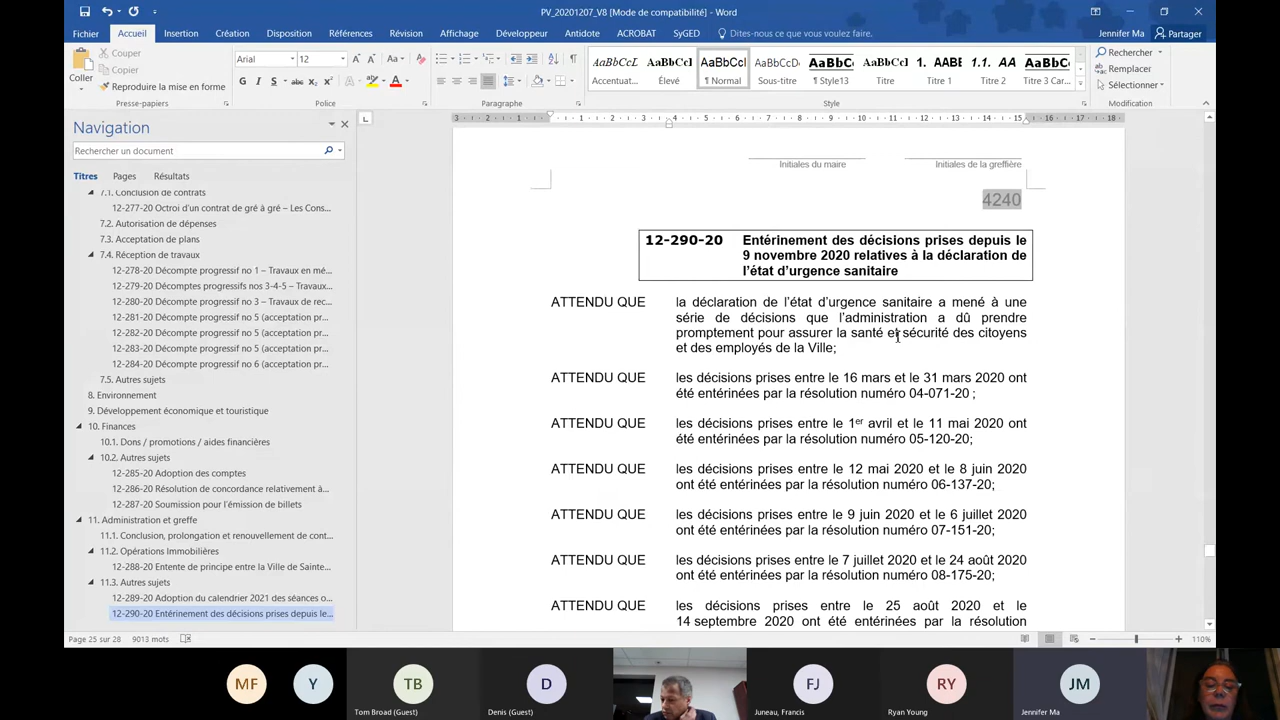 PV_20201207_V8 [Mode de compatibilité] - Word
Fichier Accueil Insertion Création Disposition Références Publipostage Révision Affichage Développeur Antidote ACROBAT SyGED Dites-nous ce que vous voulez faire. Jennifer Ma Partager
Coller
Couper
Copier
Reproduire la mise en forme
Presse-papiers
Arial 12
G I S abc x₂ x²
Police
Paragraphe
AaBbCcL AaBbCcI AaBbCcI AaBbCcD AaBbCc AaBbCcI 1. AABE 1.1. AA AaBbCc
Accentuat... Élevé ¶ Normal Sous-titre ¶ Style13 Titre Titre 1 Titre 2 Titre 3 Car...
Style
Rechercher
Remplacer
Sélectionner
Modification
Navigation
Rechercher un document
Titres Pages Résultats
7.1. Conclusion de contrats
12-277-20 Octroi d'un contrat de gré à gré – Les Cons...
7.2. Autorisation de dépenses
7.3. Acceptation de plans
7.4. Réception de travaux
12-278-20 Décompte progressif no 1 – Travaux en mé...
12-279-20 Décomptes progressifs nos 3-4-5 – Travaux...
12-280-20 Décompte progressif no 3 – Travaux de rec...
12-281-20 Décompte progressif no 5 (acceptation pr...
12-282-20 Décompte progressif no 5 (acceptation pr...
12-283-20 Décompte progressif no 5 (acceptation pr...
12-284-20 Décompte progressif no 6 (acceptation pr...
7.5. Autres sujets
8. Environnement
9. Développement économique et touristique
10. Finances
10.1. Dons / promotions / aides financières
10.2. Autres sujets
12-285-20 Adoption des comptes
12-286-20 Résolution de concordance relativement à...
12-287-20 Soumission pour l'émission de billets
11. Administration et greffe
11.1. Conclusion, prolongation et renouvellement de cont...
11.2. Opérations Immobilières
12-288-20 Entente de principe entre la Ville de Sainte...
11.3. Autres sujets
12-289-20 Adoption du calendrier 2021 des séances o...
12-290-20 Entérinement des décisions prises depuis le...
3 2 1 1 2 3 4 5 6 7 8 9 10 11 12 13 14 15 16 17 18
Initiales du maire Initiales de la greffière
4240
12-290-20 Entérinement des décisions prises depuis le
9 novembre 2020 relatives à la déclaration de
l'état d'urgence sanitaire
ATTENDU QUE la déclaration de l'état d'urgence sanitaire a mené à une
série de décisions que l'administration a dû prendre
promptement pour assurer la santé et sécurité des citoyens
et des employés de la Ville;
ATTENDU QUE les décisions prises entre le 16 mars et le 31 mars 2020 ont
été entérinées par la résolution numéro 04-071-20 ;
ATTENDU QUE les décisions prises entre le 1er avril et le 11 mai 2020 ont
été entérinées par la résolution numéro 05-120-20;
ATTENDU QUE les décisions prises entre le 12 mai 2020 et le 8 juin 2020
ont été entérinées par la résolution numéro 06-137-20;
ATTENDU QUE les décisions prises entre le 9 juin 2020 et le 6 juillet 2020
ont été entérinées par la résolution numéro 07-151-20;
ATTENDU QUE les décisions prises entre le 7 juillet 2020 et le 24 août 2020
ont été entérinées par la résolution numéro 08-175-20;
ATTENDU QUE les décisions prises entre le 25 août 2020 et le
14 septembre 2020 ont été entérinées par la résolution
Page 25 sur 28 9013 mots 110%
MF Y TB D FJ RY JM
Tom Broad (Guest) Denis (Guest) Juneau, Francis Ryan Young Jennifer Ma